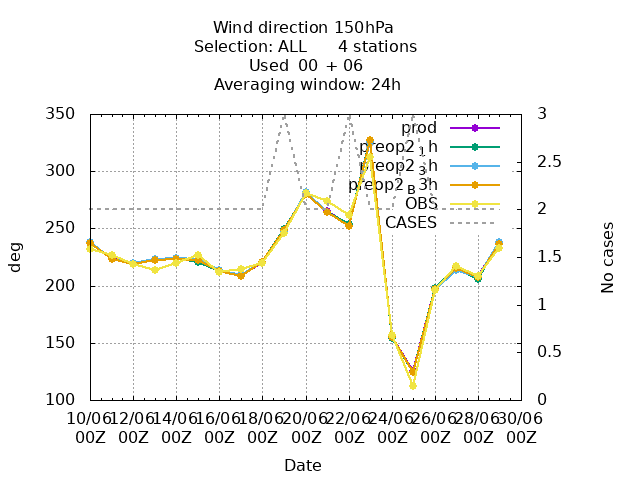 Wind direction 150hPa
Selection: ALL 4 stations
Used 00 + 06
Averaging window: 24h
350
300
250
200
150
100
3
2.5
2
1.5
1
0.5
0
deg
No cases
prod
h
h
preop2 B 3h
OBS
CASES
10/06 12/06 14/06 16/06 18/06 20/06 22/06 24/06 26/06 28/06 30/06
00Z 00Z 00Z 00Z 00Z 00Z 00Z 00Z 00Z 00Z 00Z
Date